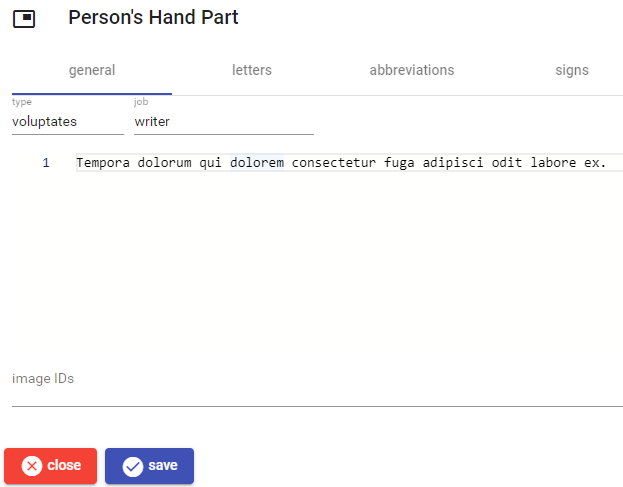 Person's Hand Part
general letters abbreviations signs
type job
voluptates writer
1 Tempora dolorum qui dolorem consectetur fuga adipisci odit labore ex.
image IDs
close save